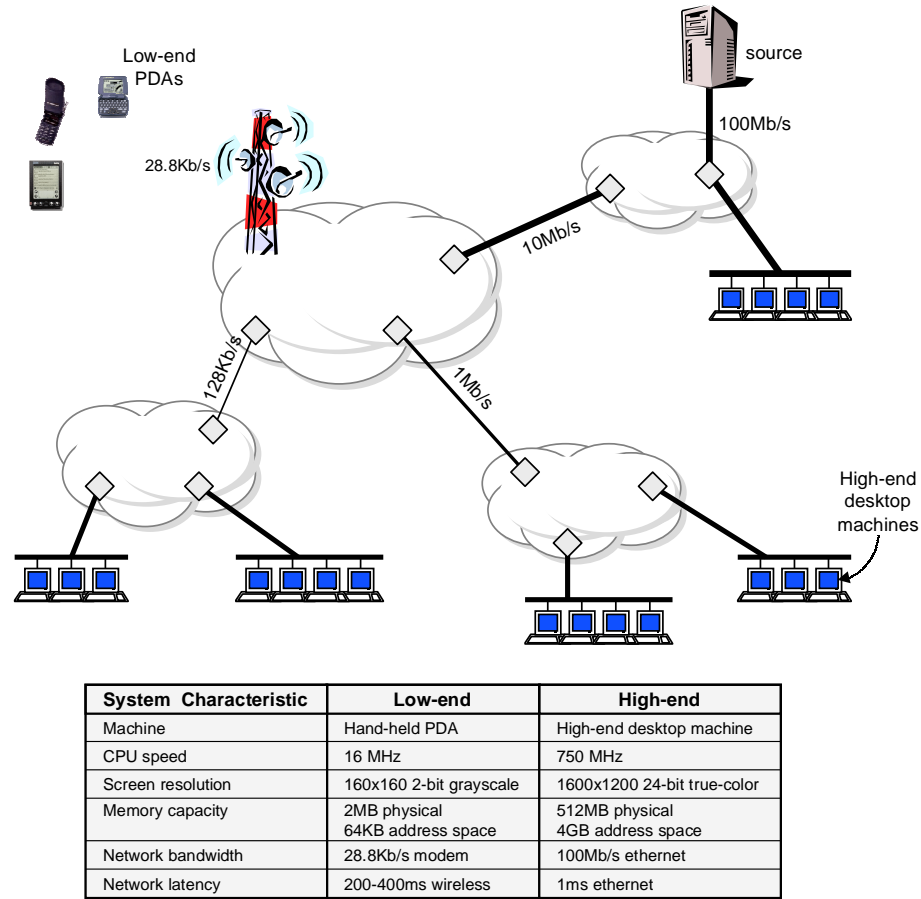 Low-end
PDAs
source
100Mb/s
28.8Kb/s
10Mb/s
128Kb/s
1Mb/s
High-end
desktop
machines
System Characteristic Low-end High-end
Machine Hand-held PDA High-end desktop machine
CPU speed 16 MHz 750 MHz
Screen resolution 160x160 2-bit grayscale 1600x1200 24-bit true-color
Memory capacity 2MB physical 512MB physical
64KB address space 4GB address space
Network bandwidth 28.8Kb/s modem 100Mb/s ethernet
Network latency 200-400ms wireless 1ms ethernet